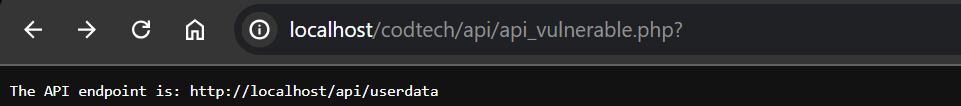 localhost/codtech/api/api_vulnerable.php?
The API endpoint is: http://localhost/api/userdata